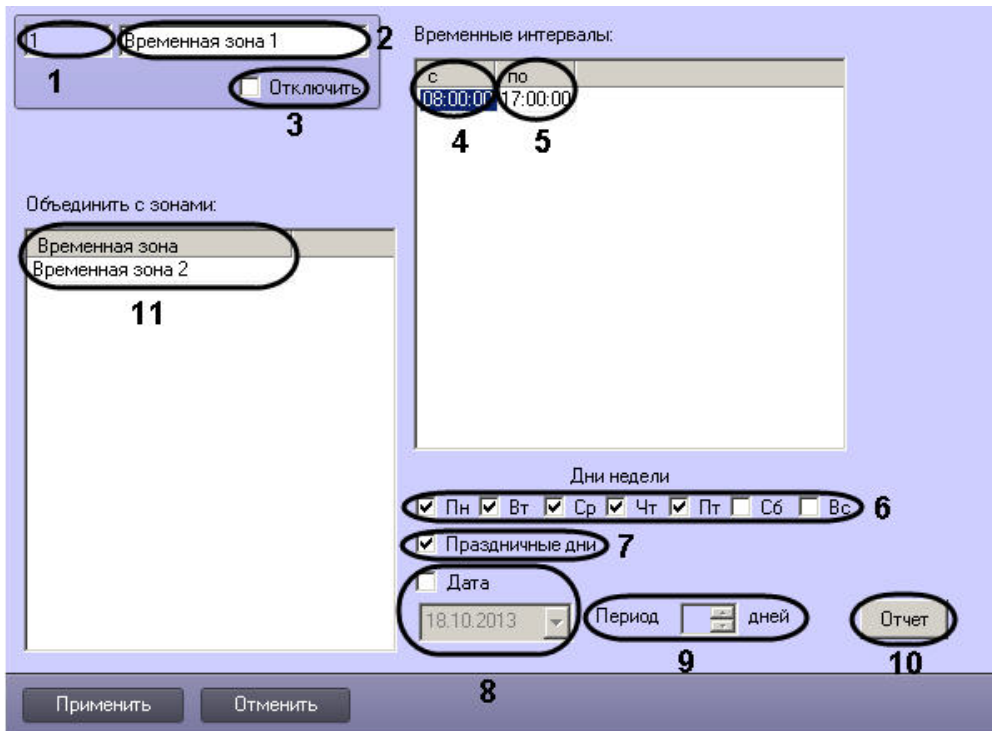 1 Временная зона 1 2
1 Отключить
3
Временные интервалы:
с по
08:00:00 17:00:00
4 5
Объединить с зонами:
Временная зона
Временная зона 2
11
Дни недели
Пн Вт Ср Чт Пт Сб Вс 6
Праздничные дни 7
Дата
18.10.2013 Период дней Отчет
8 9 10
Применить Отменить